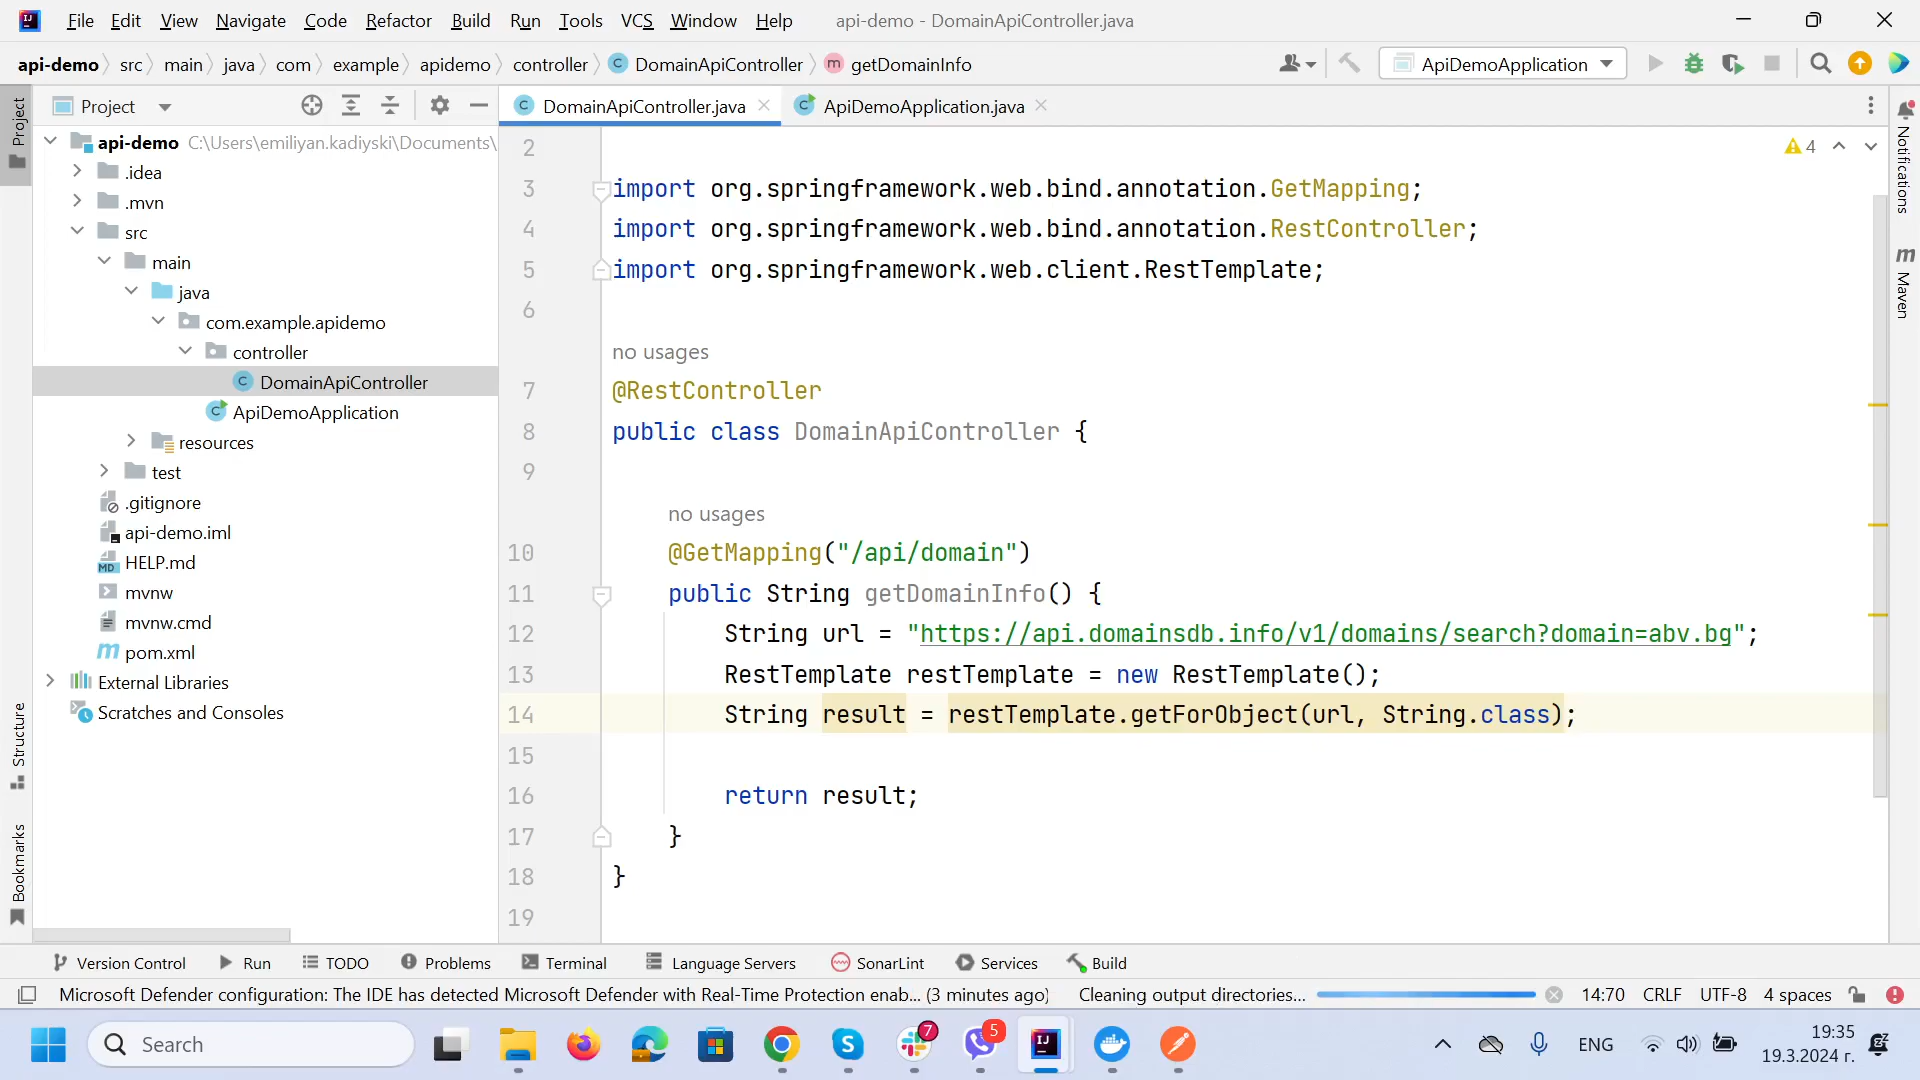 File Edit View Navigate Code Refactor Build Run Tools VCS Window Help api-demo - DomainApiController.java
api-demo src main java com example apidemo controller DomainApiController getDomainInfo ApiDemoApplication
Project
DomainApiController.java
ApiDemoApplication.java
Project
Structure
Bookmarks
api-demo C:\Users\emiliyan.kadiyski\Documents\
.idea
.mvn
src
main
java
com.example.apidemo
controller
DomainApiController
ApiDemoApplication
resources
test
.gitignore
api-demo.iml
HELP.md
mvnw
mvnw.cmd
pom.xml
External Libraries
Scratches and Consoles
4
2
3 import org.springframework.web.bind.annotation.GetMapping;
4 import org.springframework.web.bind.annotation.RestController;
5 import org.springframework.web.client.RestTemplate;
6
no usages
7 @RestController
8 public class DomainApiController {
9
no usages
10 @GetMapping("/api/domain")
11 public String getDomainInfo() {
12 String url = "https://api.domainsdb.info/v1/domains/search?domain=abv.bg";
13 RestTemplate restTemplate = new RestTemplate();
14 String result = restTemplate.getForObject(url, String.class);
15
16 return result;
17 }
18 }
19
Notifications
Maven
Version Control Run TODO Problems Terminal Language Servers SonarLint Services Build
Microsoft Defender configuration: The IDE has detected Microsoft Defender with Real-Time Protection enab... (3 minutes ago) Cleaning output directories... 14:70 CRLF UTF-8 4 spaces
Search 7 5 ENG 19:35
19.3.2024 г.